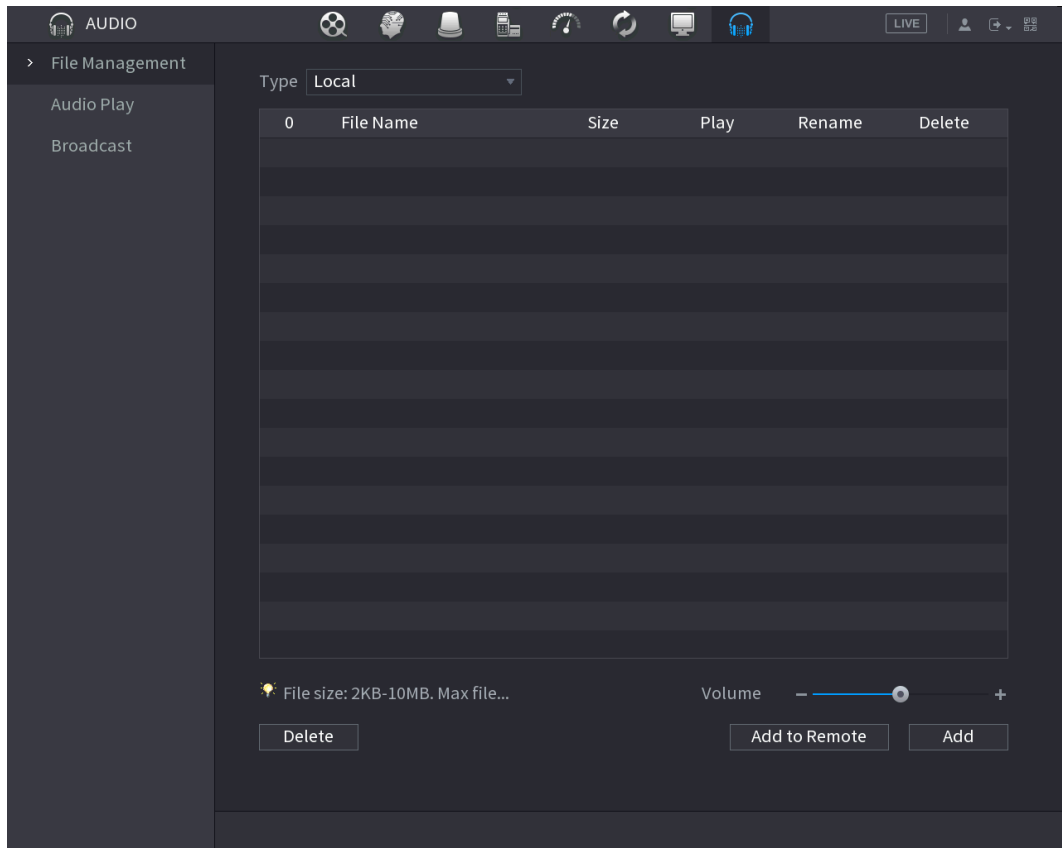 AUDIO
LIVE
File Management
Audio Play
Broadcast
Type Local
0 File Name Size Play Rename Delete
File size: 2KB-10MB. Max file...
Volume
Delete
Add to Remote
Add